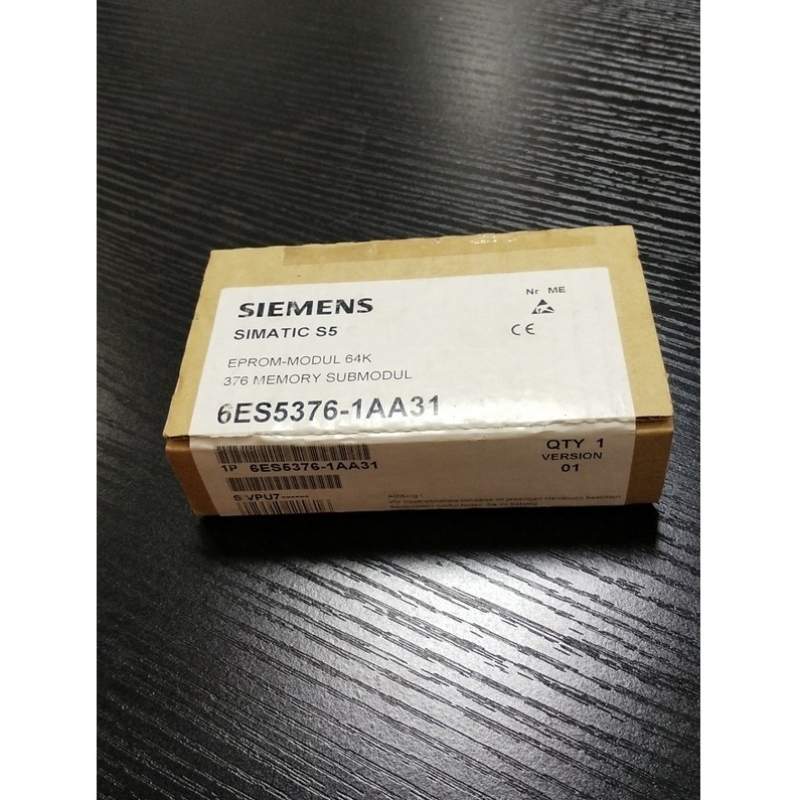 SIEMENS
Nr ME
SIMATIC S5
CE
EPROM-MODUL 64K
376 MEMORY SUBMODUL
6ES5376-1AA31
QTY 1
1P 6ES5376-1AA31
VERSION
01
S VPU7------
Achtung!